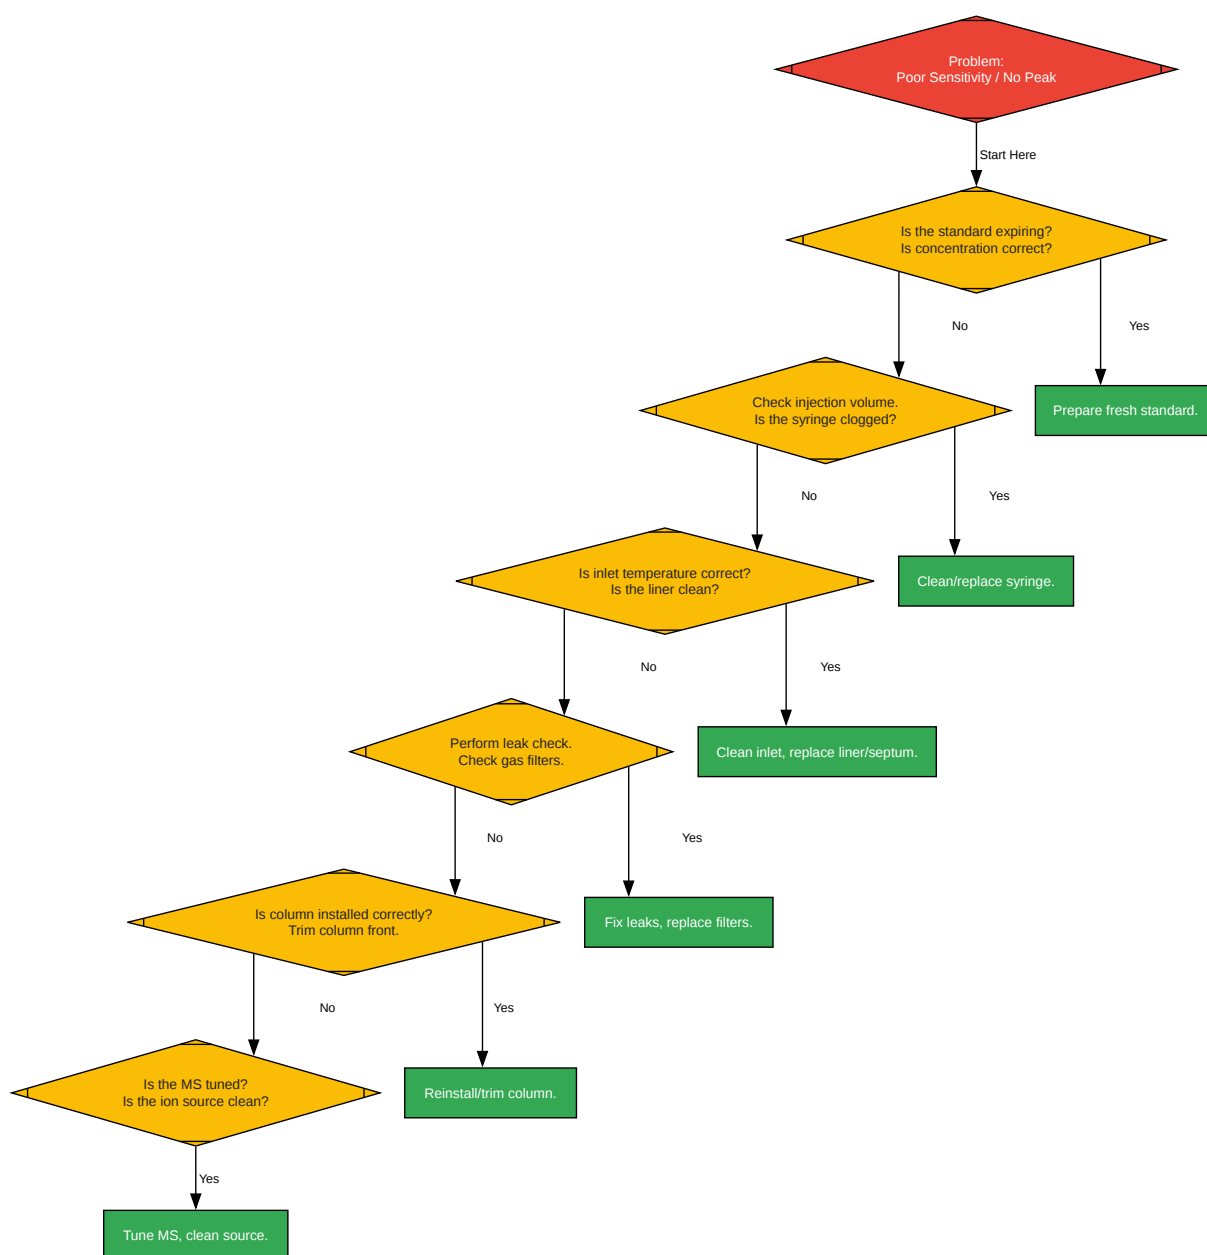 Problem:
Poor Sensitivity / No Peak
Start Here
Is the standard expiring?
Is concentration correct?
No
Yes
Check injection volume.
Is the syringe clogged?
Prepare fresh standard.
No
Yes
Is inlet temperature correct?
Is the liner clean?
Clean/replace syringe.
No
Yes
Perform leak check.
Check gas filters.
Clean inlet, replace liner/septum.
No
Yes
Is column installed correctly?
Trim column front.
Fix leaks, replace filters.
No
Yes
Is the MS tuned?
Is the ion source clean?
Reinstall/trim column.
Yes
Tune MS, clean source.